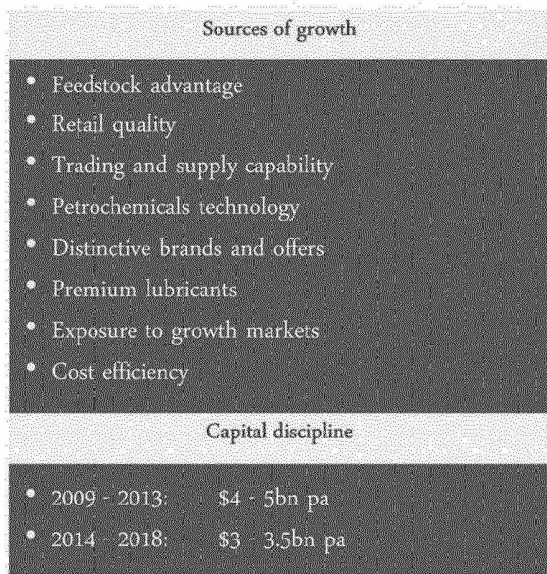 Sources of growth
• Feedstock advantage
• Retail quality
• Trading and supply capability
• Petrochemicals technology
• Distinctive brands and offers
• Premium lubricants
• Exposure to growth markets
• Cost efficiency
Capital discipline
• 2009 - 2013: $4 - 5bn pa
• 2014 - 2018: $3 - 3.5bn pa